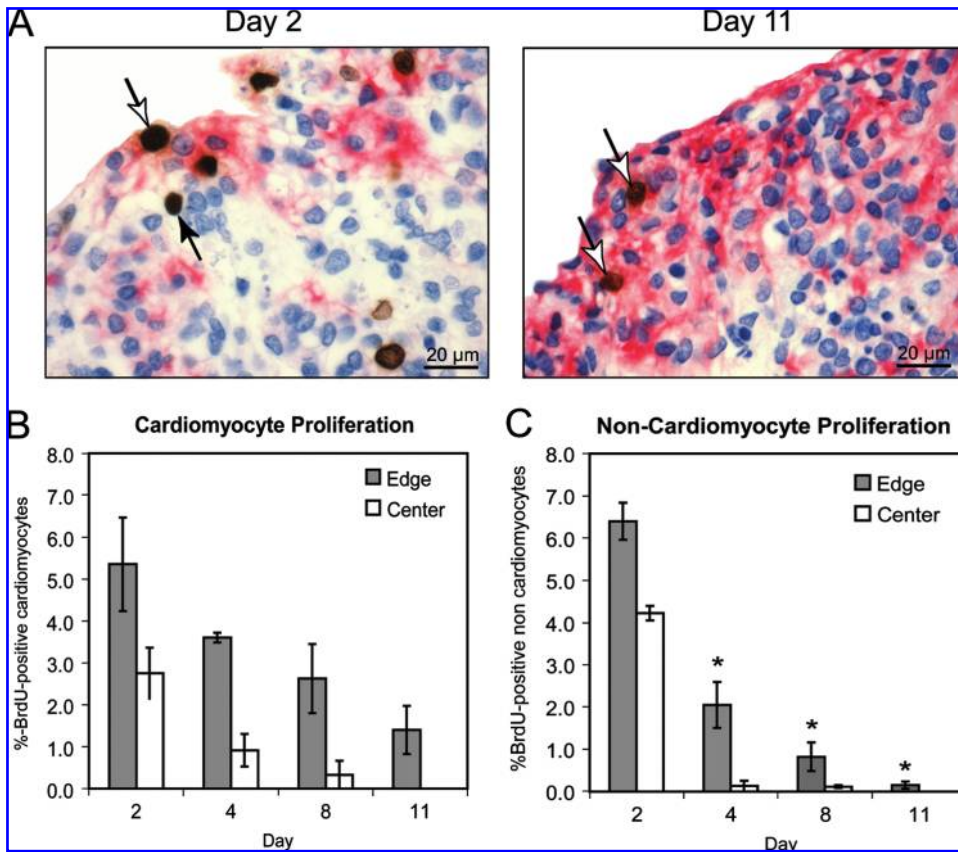 A
Day 2
Day 11
20 µm
20 µm
B
Cardiomyocyte Proliferation
%-BrdU-positive cardiomyocytes
8.0
7.0
6.0
5.0
4.0
3.0
2.0
1.0
0.0
Edge
Center
2 4 8 11
Day
C
Non-Cardiomyocyte Proliferation
%BrdU-positive non cardiomyocytes
8.0
7.0
6.0
5.0
4.0
3.0
2.0
1.0
0.0
Edge
Center
* * *
2 4 8 11
Day